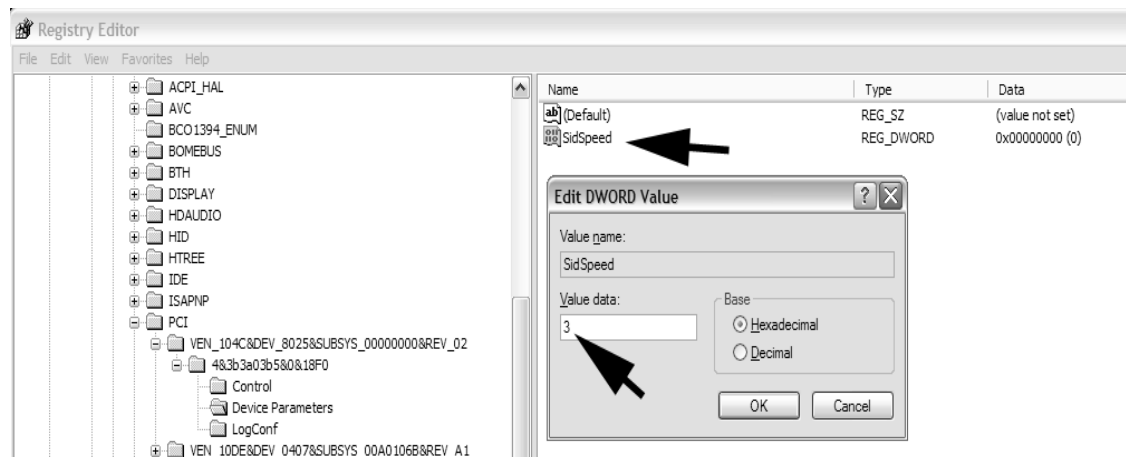 Registry Editor
File Edit View Favorites Help
ACPI_HAL
AVC
BCO1394_ENUM
BOMEBUS
BTH
DISPLAY
HDAUDIO
HID
HTREE
IDE
ISAPNP
PCI
VEN_104C&DEV_8025&SUBSYS_00000000&REV_02
4&3b3a03b5&0&18F0
Control
Device Parameters
LogConf
VEN_10DE&DEV_0407&SUBSYS_00A0106B&REV_A1
Name Type Data
(Default) REG_SZ (value not set)
SidSpeed REG_DWORD 0x00000000 (0)
Edit DWORD Value
Value name:
SidSpeed
Value data:
3
Base
Hexadecimal
Decimal
OK Cancel